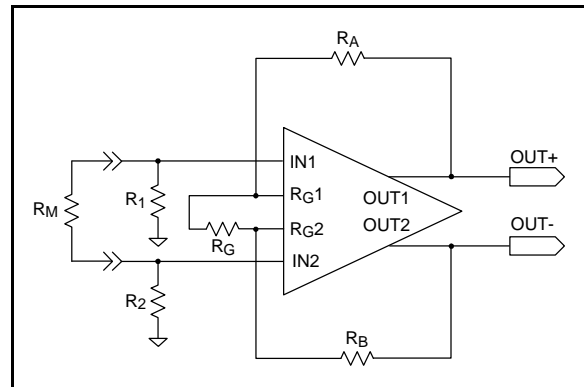 RA
IN1
OUT+
R1
RG1
OUT1
RM
RG2
OUT2
OUT-
RG
IN2
R2
RB